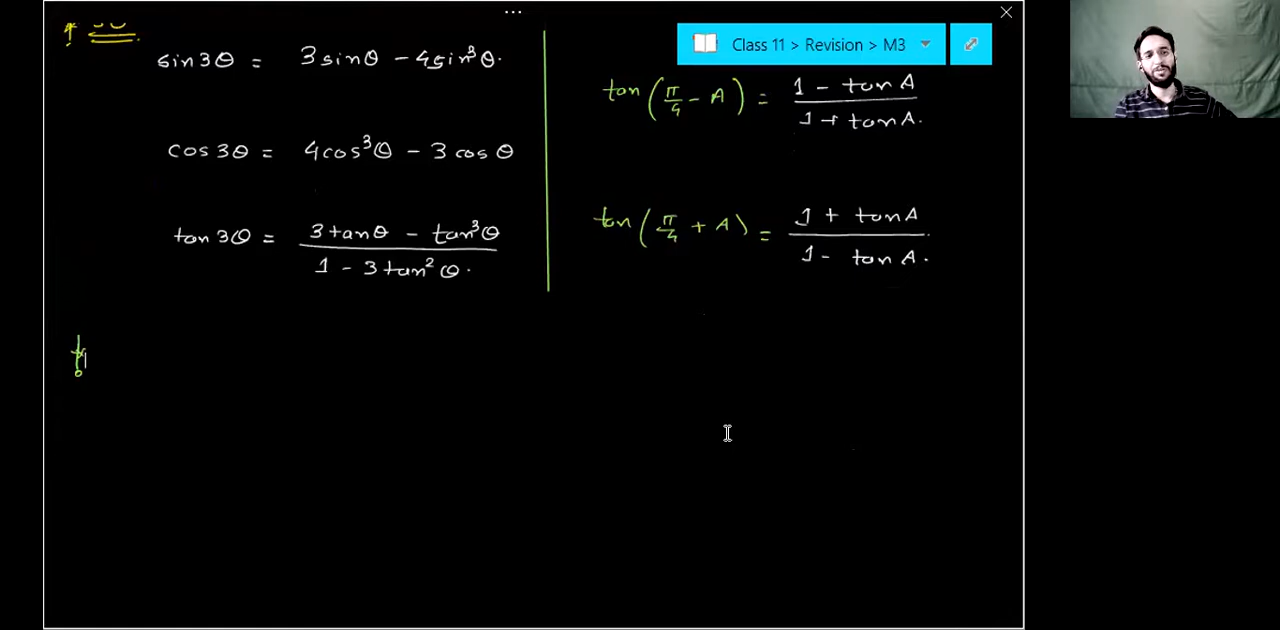 3θ
sin3θ = 3sinθ - 4sin³θ.
cos3θ = 4cos³θ - 3cosθ
tan3θ = (3tanθ - tan³θ) / (1 - 3tan²θ).
Class 11 > Revision > M3
tan(π/4 - A) = (1 - tanA) / (1 + tanA).
tan(π/4 + A) = (1 + tanA) / (1 - tanA).